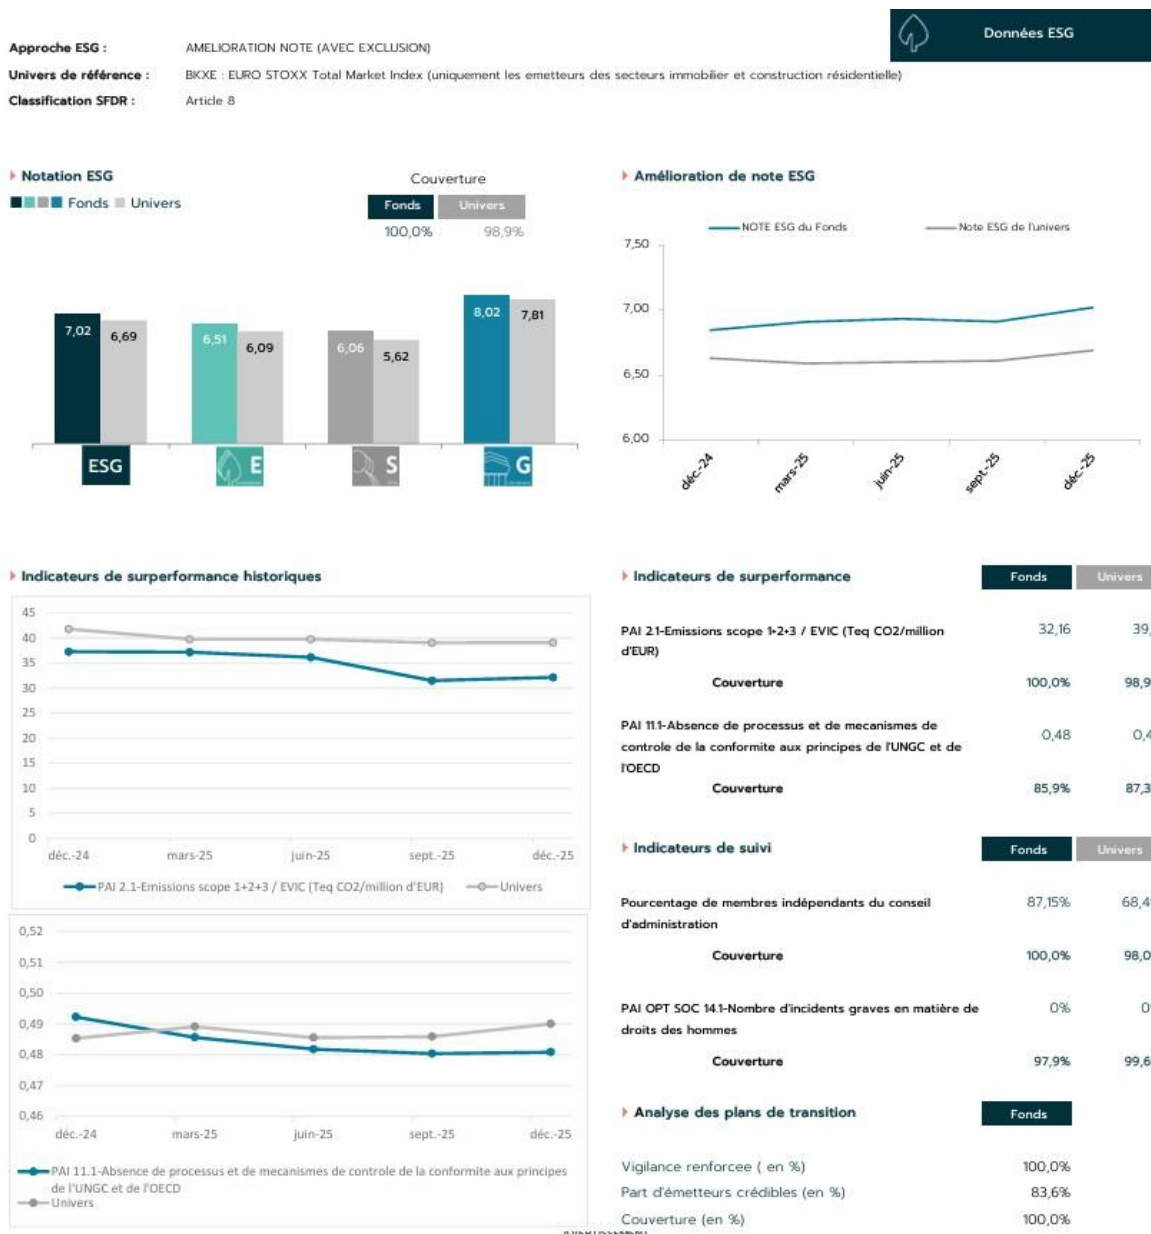 Données ESG
Approche ESG : AMELIORATION NOTE (AVEC EXCLUSION)
Univers de référence : BKXE : EURO STOXX Total Market Index (uniquement les emetteurs des secteurs immobilier et construction résidentielle)
Classification SFDR : Article 8
Notation ESG
Fonds Univers
Couverture
Fonds Univers
100,0% 98,9%
7,02 6,69 6,51 6,09 6,06 5,62 8,02 7,81
ESG E S G
Amélioration de note ESG
NOTE ESG du Fonds Note ESG de l'univers
7,50
7,00
6,50
6,00
déc.-24 mars-25 juin-25 sept.-25 déc.-25
Indicateurs de surperformance historiques
45
40
35
30
25
20
15
10
5
0
déc.-24 mars-25 juin-25 sept.-25 déc.-25
PAI 2.1-Emissions scope 1+2+3 / EVIC (Teq CO2/million d'EUR) Univers
0,52
0,51
0,50
0,49
0,48
0,47
0,46
déc.-24 mars-25 juin-25 sept.-25 déc.-25
PAI 11.1-Absence de processus et de mecanismes de controle de la conformite aux principes
de l'UNGC et de l'OECD
Univers
Indicateurs de surperformance Fonds Univers
PAI 2.1-Emissions scope 1+2+3 / EVIC (Teq CO2/million 32,16 39,
d'EUR)
Couverture 100,0% 98,9
PAI 11.1-Absence de processus et de mecanismes de
controle de la conformite aux principes de l'UNGC et de 0,48 0,4
l'OECD
Couverture 85,9% 87,3
Indicateurs de suivi Fonds Univers
Pourcentage de membres indépendants du conseil 87,15% 68,4
d'administration
Couverture 100,0% 98,0
PAI OPT SOC 14.1-Nombre d'incidents graves en matière de 0% 0
droits des hommes
Couverture 97,9% 99,6
Analyse des plans de transition Fonds
Vigilance renforcee ( en %) 100,0%
Part d'émetteurs crédibles (en %) 83,6%
Couverture (en %) 100,0%